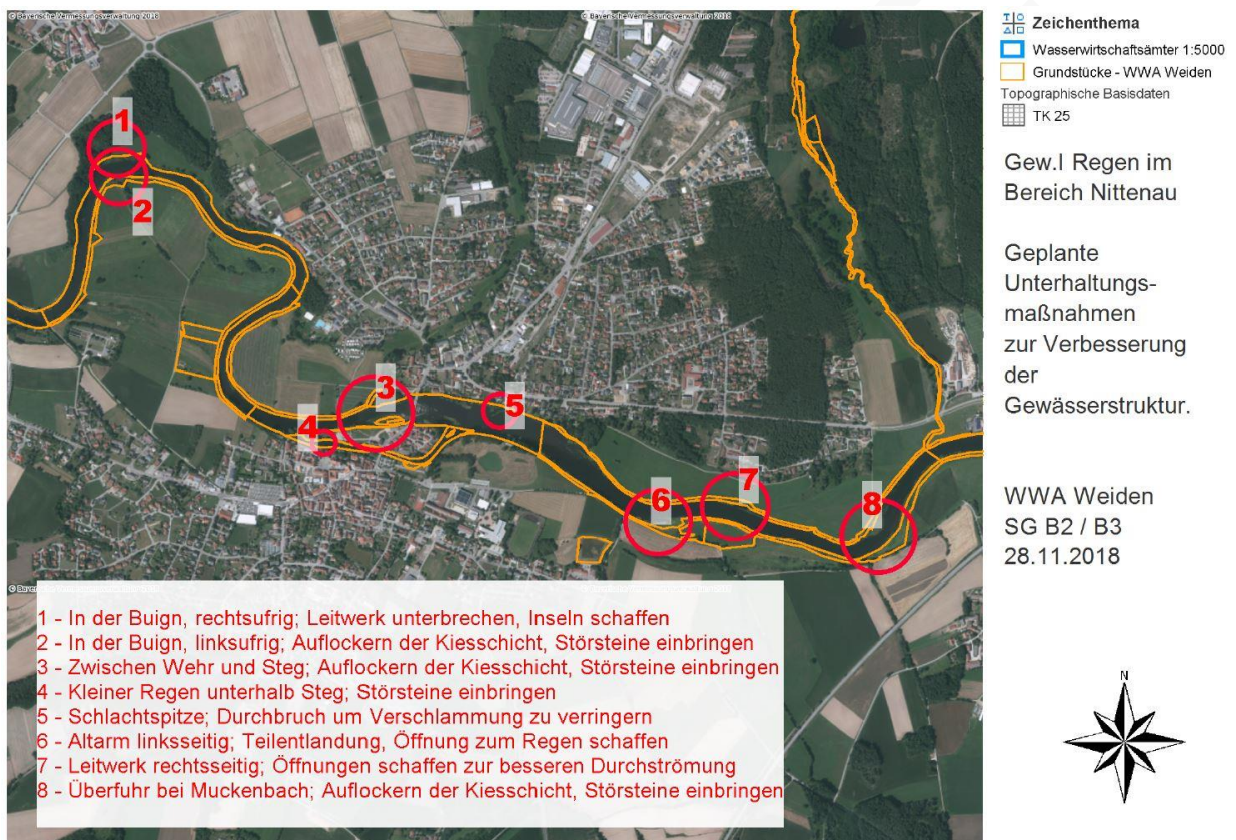 © Bayerische Vermessungsverwaltung 2018
© Bayerische Vermessungsverwaltung 2018
1
2
3
4
5
6
7
8
1 - In der Buign, rechtsufrig; Leitwerk unterbrechen, Inseln schaffen
2 - In der Buign, linksufrig; Auflockern der Kiesschicht, Störsteine einbringen
3 - Zwischen Wehr und Steg; Auflockern der Kiesschicht, Störsteine einbringen
4 - Kleiner Regen unterhalb Steg; Störsteine einbringen
5 - Schlachtspitze; Durchbruch um Verschlammung zu verringern
6 - Altarm linksseitig; Teilentlandung, Öffnung zum Regen schaffen
7 - Leitwerk rechtsseitig; Öffnungen schaffen zur besseren Durchströmung
8 - Überfuhr bei Muckenbach; Auflockern der Kiesschicht, Störsteine einbringen
Zeichenthema
Wasserwirtschaftsämter 1:5000
Grundstücke - WWA Weiden
Topographische Basisdaten
TK 25
Gew.I Regen im
Bereich Nittenau
Geplante
Unterhaltungs-
maßnahmen
zur Verbesserung
der
Gewässerstruktur.
WWA Weiden
SG B2 / B3
28.11.2018
N